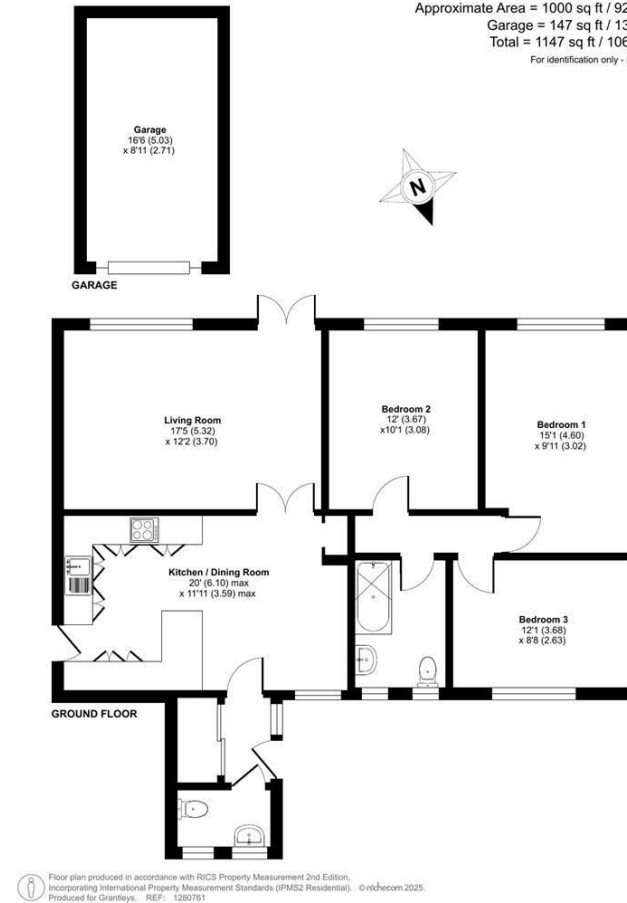 Approximate Area = 1000 sq ft / 92
Garage = 147 sq ft / 13
Total = 1147 sq ft / 106
For identification only -
Garage
16'6 (5.03)
x 8'11 (2.71)
N
GARAGE
Living Room
17'5 (5.32)
x 12'2 (3.70)
Bedroom 2
12' (3.67)
x10'1 (3.08)
Bedroom 1
15'1 (4.60)
x 9'11 (3.02)
Kitchen / Dining Room
20' (6.10) max
x 11'11 (3.59) max
Bedroom 3
12'1 (3.68)
x 8'8 (2.63)
GROUND FLOOR
Floor plan produced in accordance with RICS Property Measurement 2nd Edition,
Incorporating International Property Measurement Standards (IPMS2 Residential). © nichecom 2025.
Produced for Grantleys. REF: 1280761